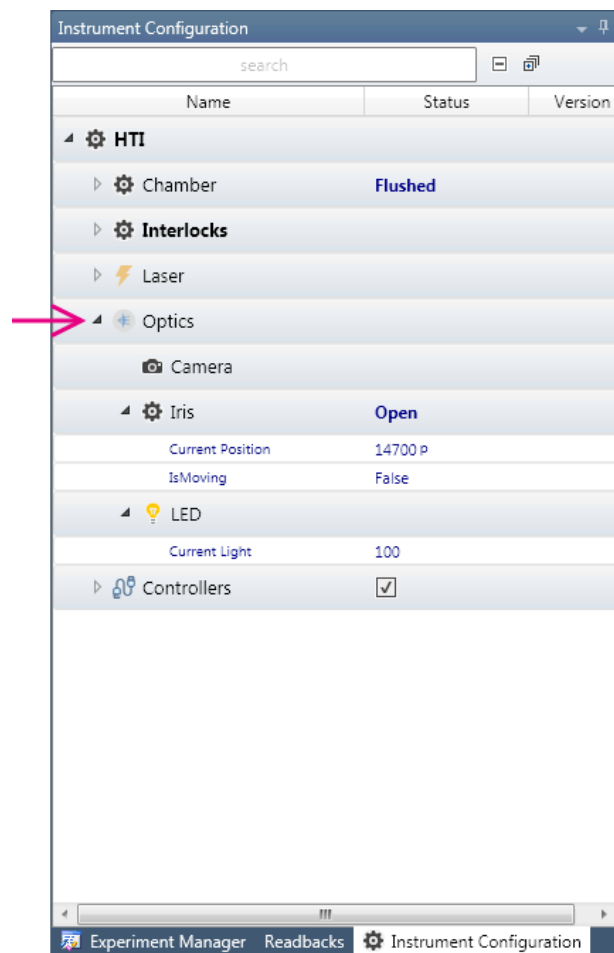 Instrument Configuration
search
Name Status Version
HTI
Chamber Flushed
Interlocks
Laser
Optics
Camera
Iris Open
Current Position 14700 P
IsMoving False
LED
Current Light 100
Controllers
Experiment Manager Readbacks Instrument Configuration